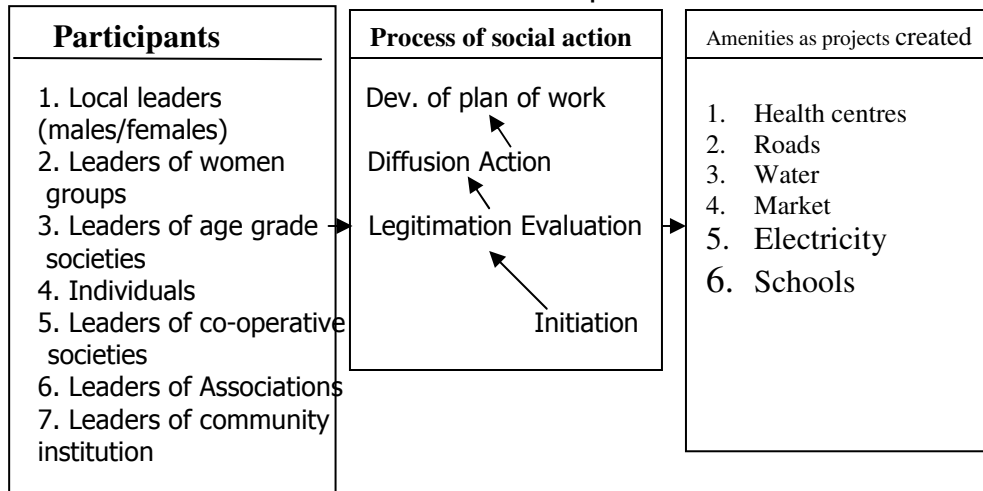 Participants
1. Local leaders
(males/females)
2. Leaders of women
groups
3. Leaders of age grade
societies
4. Individuals
5. Leaders of co-operative
societies
6. Leaders of Associations
7. Leaders of community
institution
Process of social action
Dev. of plan of work
Diffusion Action
Legitimation Evaluation
Initiation
Amenities as projects created
1. Health centres
2. Roads
3. Water
4. Market
5. Electricity
6. Schools